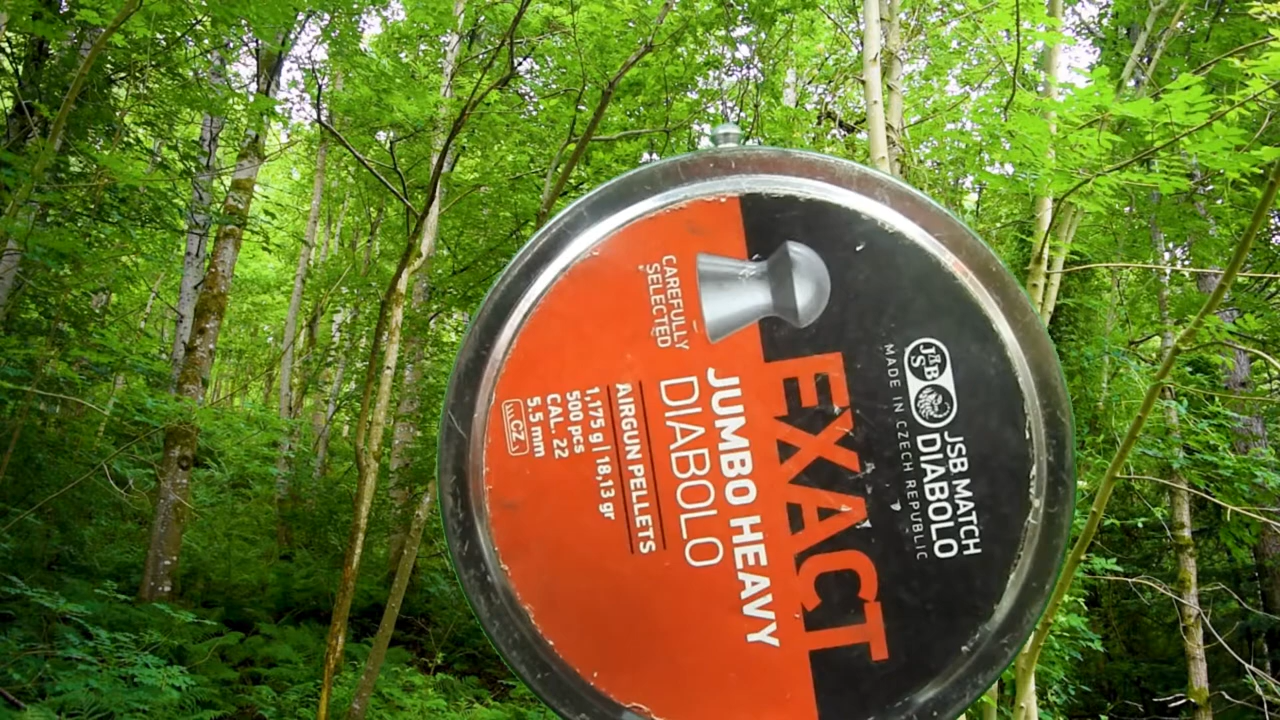 JSB
JSB MATCH
DIABOLO
MADE IN CZECH REPUBLIC
EXACT
JUMBO HEAVY
DIABOLO
CAREFULLY
SELECTED
AIRGUN PELLETS
1,175 g | 18,13 gr
500 pcs
CAL. 22
5.5 mm
CZ